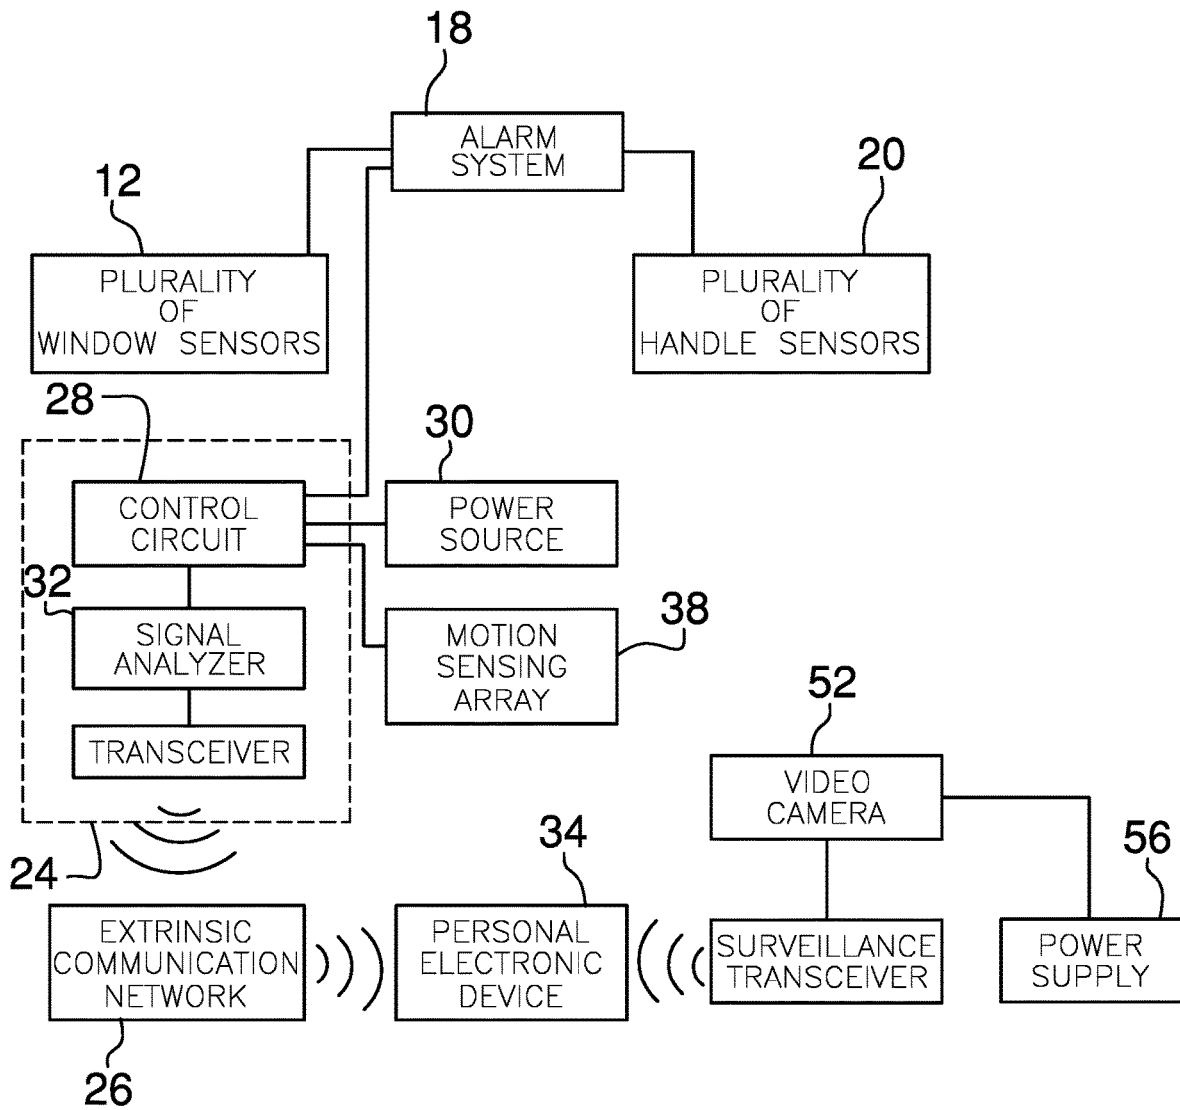 18
ALARM
SYSTEM
12
20
PLURALITY
OF
WINDOW SENSORS
PLURALITY
OF
HANDLE SENSORS
28
30
CONTROL
CIRCUIT
POWER
SOURCE
32
SIGNAL
ANALYZER
MOTION
SENSING
ARRAY
38
TRANSCEIVER
52
VIDEO
CAMERA
24
34
56
EXTRINSIC
COMMUNICATION
NETWORK
PERSONAL
ELECTRONIC
DEVICE
SURVEILLANCE
TRANSCEIVER
POWER
SUPPLY
26